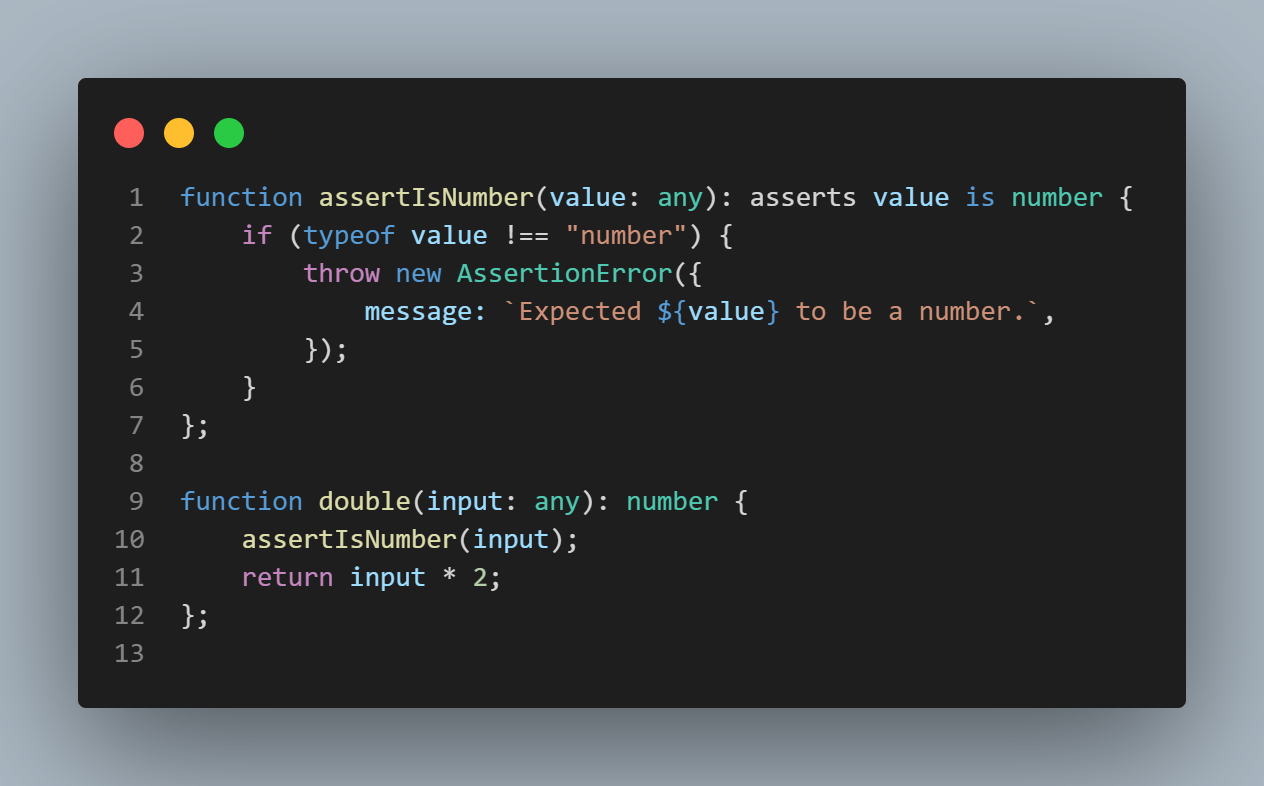 1 function assertIsNumber(value: any): asserts value is number {
2     if (typeof value !== "number") {
3         throw new AssertionError({
4             message: `Expected ${value} to be a number.`,
5         });
6     }
7 };
8
9 function double(input: any): number {
10     assertIsNumber(input);
11     return input * 2;
12 };
13